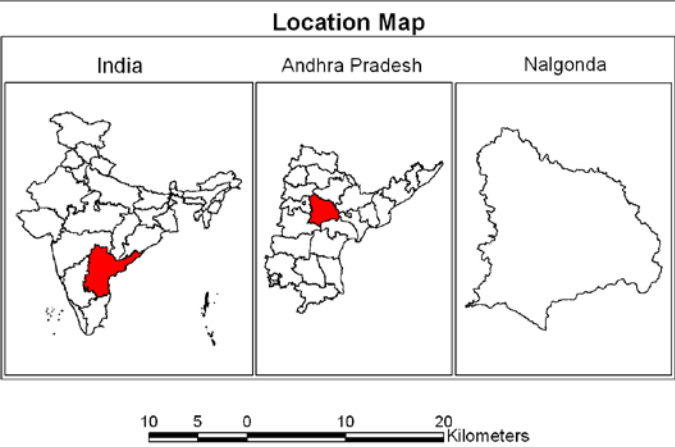 Location Map
India
Andhra Pradesh
Nalgonda
10 5 0 10 20
Kilometers